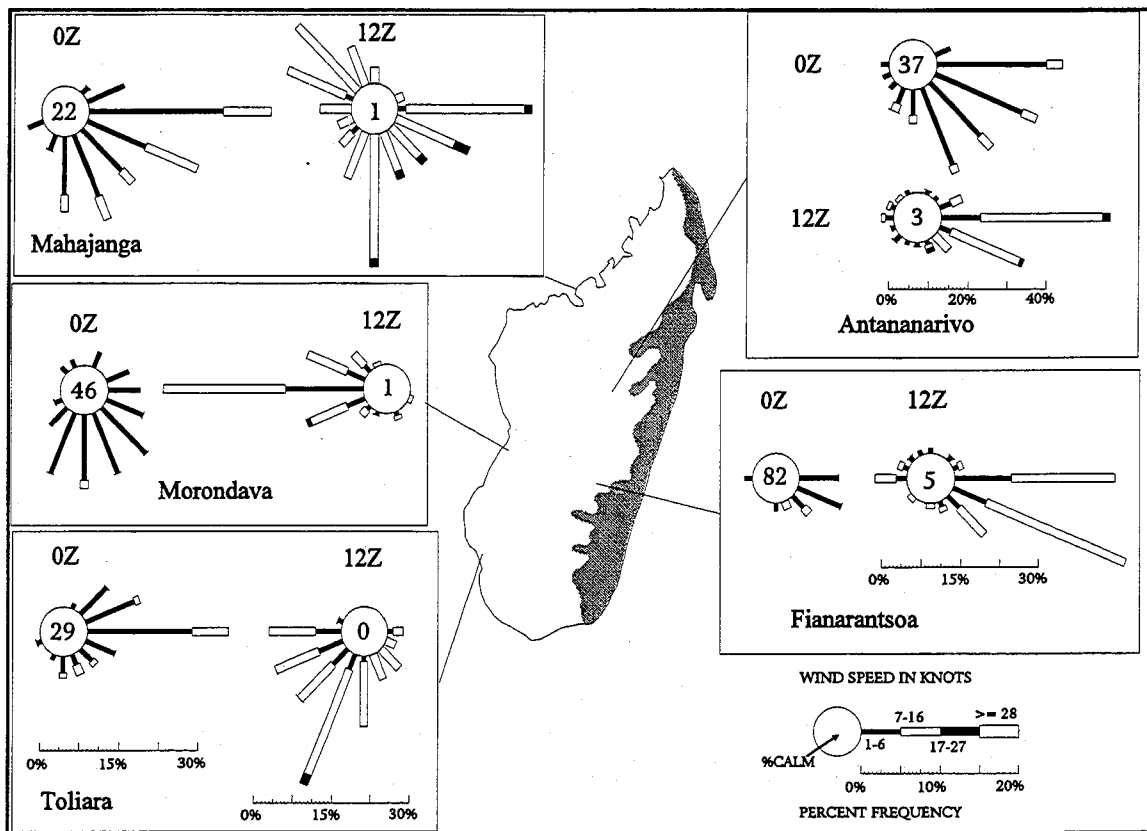 0Z 12Z
22 1
Mahajanga
0Z 12Z
46 1
Morondava
0Z 12Z
29 0
0% 15% 30%
0% 15% 30%
Toliara
0Z 37
12Z 3
0% 20% 40%
Antananarivo
0Z 12Z
82 5
0% 15% 30%
Fianarantsoa
WIND SPEED IN KNOTS
7-16 >= 28
1-6 17-27
%CALM
0% 10% 20%
PERCENT FREQUENCY